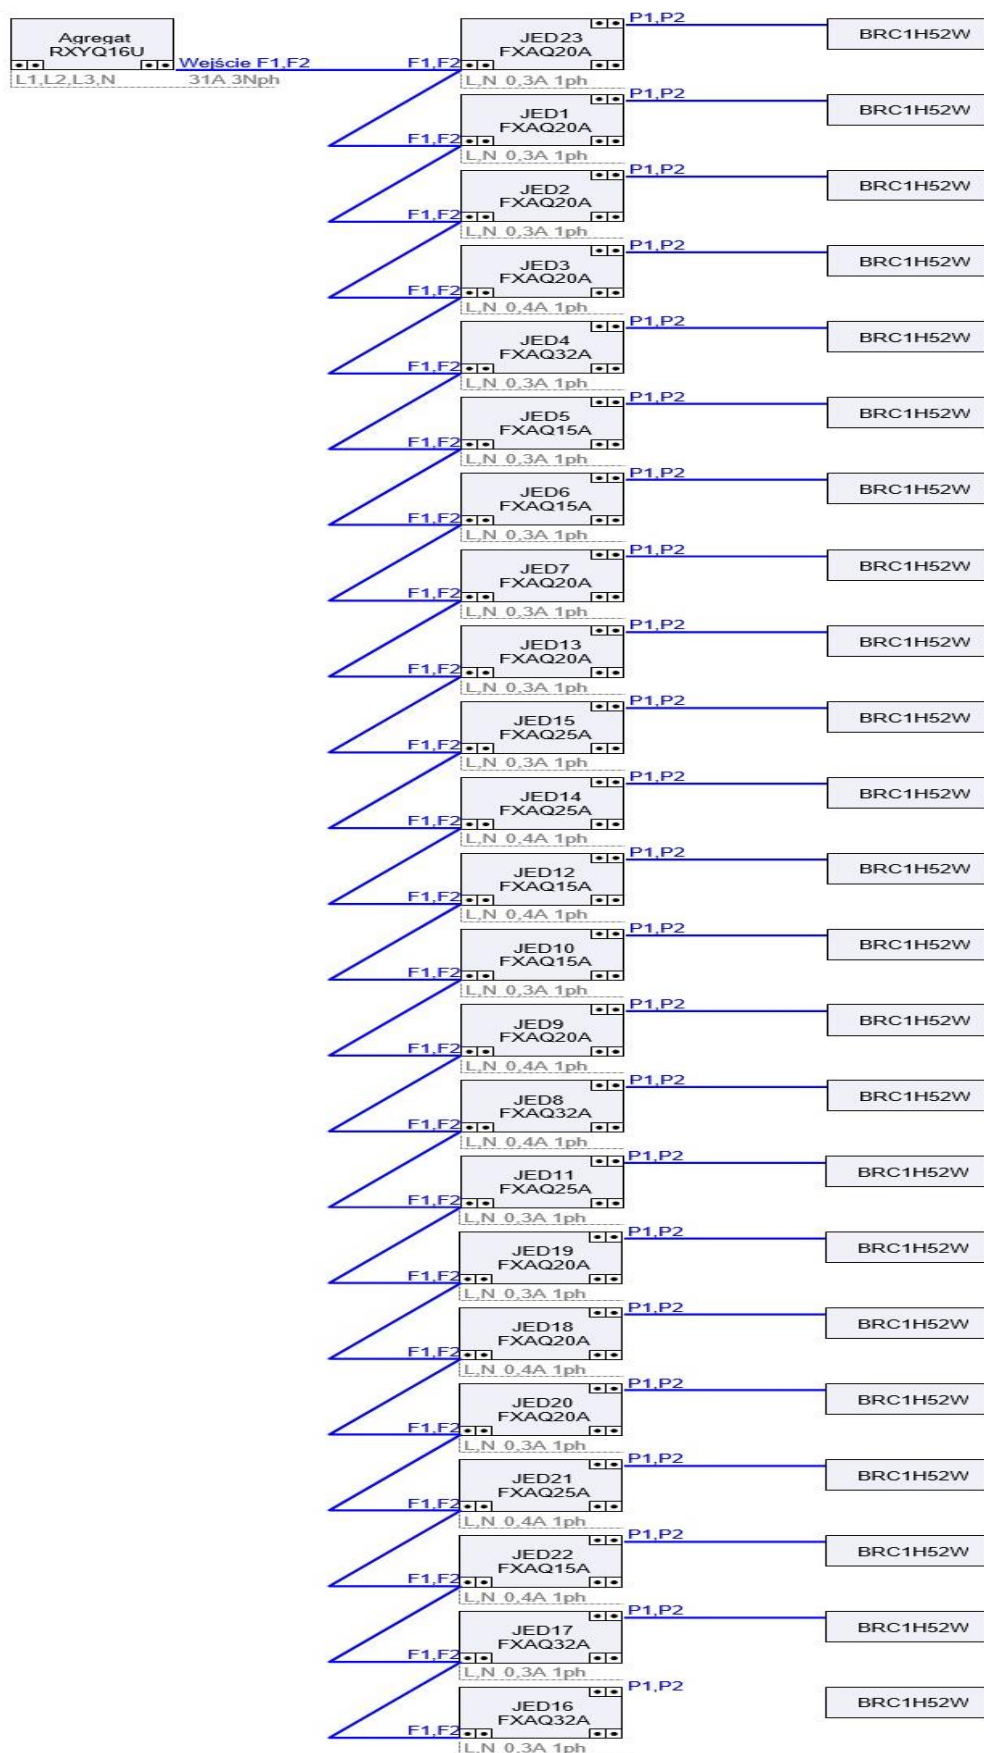 Agregat
RXYQ16U
Wejście F1,F2
L1,L2,L3,N 31A 3Nph
P1,P2
JED23
FXAQ20A
BRC1H52W
F1,F2
L,N 0,3A 1ph
P1,P2
JED1
FXAQ20A
BRC1H52W
F1,F2
L,N 0,3A 1ph
P1,P2
JED2
FXAQ20A
BRC1H52W
F1,F2
L,N 0,3A 1ph
P1,P2
JED3
FXAQ20A
BRC1H52W
F1,F2
L,N 0,4A 1ph
P1,P2
JED4
FXAQ32A
BRC1H52W
F1,F2
L,N 0,3A 1ph
P1,P2
JED5
FXAQ15A
BRC1H52W
F1,F2
L,N 0,3A 1ph
P1,P2
JED6
FXAQ15A
BRC1H52W
F1,F2
L,N 0,3A 1ph
P1,P2
JED7
FXAQ20A
BRC1H52W
F1,F2
L,N 0,3A 1ph
P1,P2
JED13
FXAQ20A
BRC1H52W
F1,F2
L,N 0,3A 1ph
P1,P2
JED15
FXAQ25A
BRC1H52W
F1,F2
L,N 0,3A 1ph
P1,P2
JED14
FXAQ25A
BRC1H52W
F1,F2
L,N 0,4A 1ph
P1,P2
JED12
FXAQ15A
BRC1H52W
F1,F2
L,N 0,4A 1ph
P1,P2
JED10
FXAQ15A
BRC1H52W
F1,F2
L,N 0,3A 1ph
P1,P2
JED9
FXAQ20A
BRC1H52W
F1,F2
L,N 0,4A 1ph
P1,P2
JED8
FXAQ32A
BRC1H52W
F1,F2
L,N 0,4A 1ph
P1,P2
JED11
FXAQ25A
BRC1H52W
F1,F2
L,N 0,3A 1ph
P1,P2
JED19
FXAQ20A
BRC1H52W
F1,F2
L,N 0,3A 1ph
P1,P2
JED18
FXAQ20A
BRC1H52W
F1,F2
L,N 0,4A 1ph
P1,P2
JED20
FXAQ20A
BRC1H52W
F1,F2
L,N 0,3A 1ph
P1,P2
JED21
FXAQ25A
BRC1H52W
F1,F2
L,N 0,4A 1ph
P1,P2
JED22
FXAQ15A
BRC1H52W
F1,F2
L,N 0,4A 1ph
P1,P2
JED17
FXAQ32A
BRC1H52W
F1,F2
L,N 0,3A 1ph
P1,P2
JED16
FXAQ32A
BRC1H52W
F1,F2
L,N 0,3A 1ph